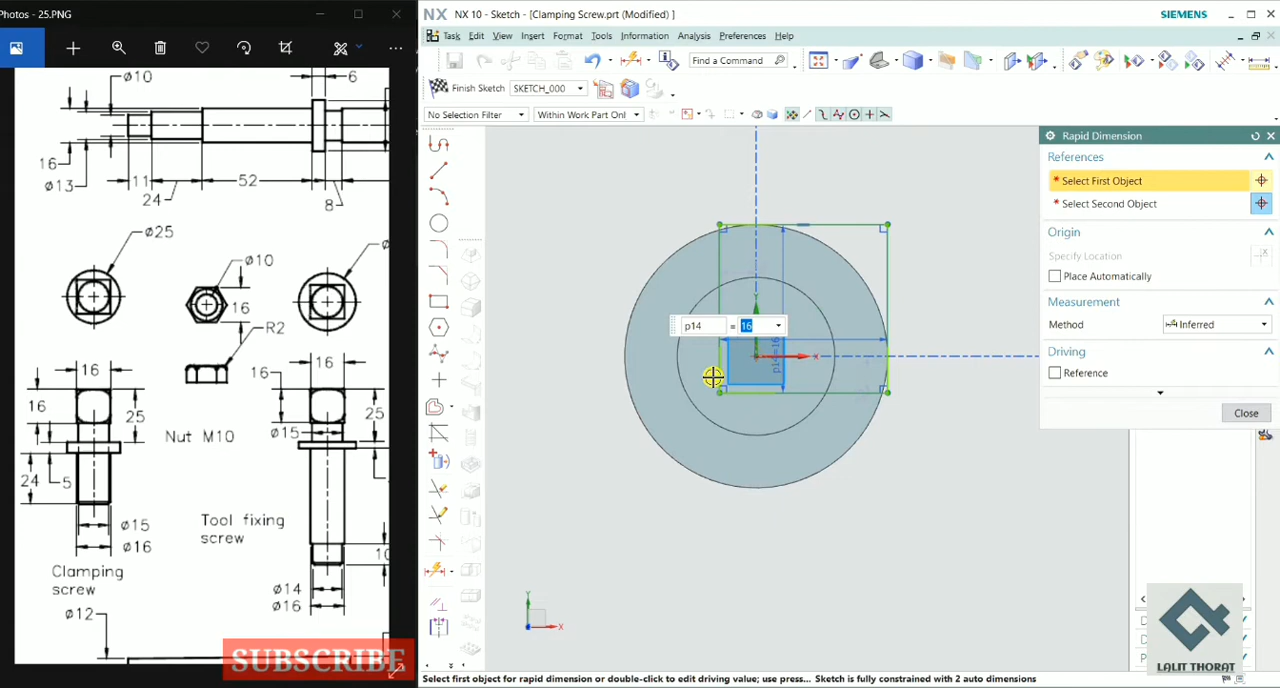 Photos - 25.PNG
ø10
6
16
ø13
11
24
52
8
ø25
ø10
16
R2
16
16
25
24
5
ø15
ø16
Clamping
screw
Nut M10
16
16
ø15
25
Tool fixing
screw
10
ø14
ø16
ø12
SUBSCRIBE
NX
NX 10 - Sketch - [Clamping Screw.prt (Modified) ]
SIEMENS
Task Edit View Insert Format Tools Information Analysis Preferences Help
Find a Command
Finish Sketch
SKETCH_000
No Selection Filter
Within Work Part Only
p14 = 16
p14=16
Y
X
Y
X
Rapid Dimension
References
* Select First Object
* Select Second Object
Origin
Specify Location
Place Automatically
Measurement
Method
Inferred
Driving
Reference
Close
LALIT THORAT
Select first object for rapid dimension or double-click to edit driving value; use press... Sketch is fully constrained with 2 auto dimensions